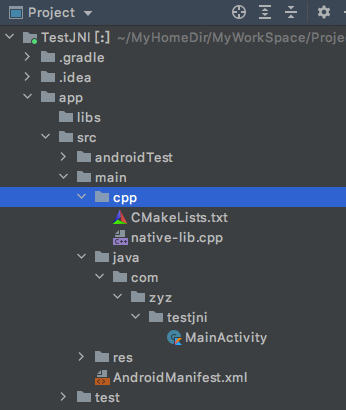 Project
TestJNI [:] ~/MyHomeDir/MyWorkSpace/Proje
.gradle
.idea
app
libs
src
androidTest
main
cpp
CMakeLists.txt
native-lib.cpp
java
com
zyz
testjni
MainActivity
res
AndroidManifest.xml
test